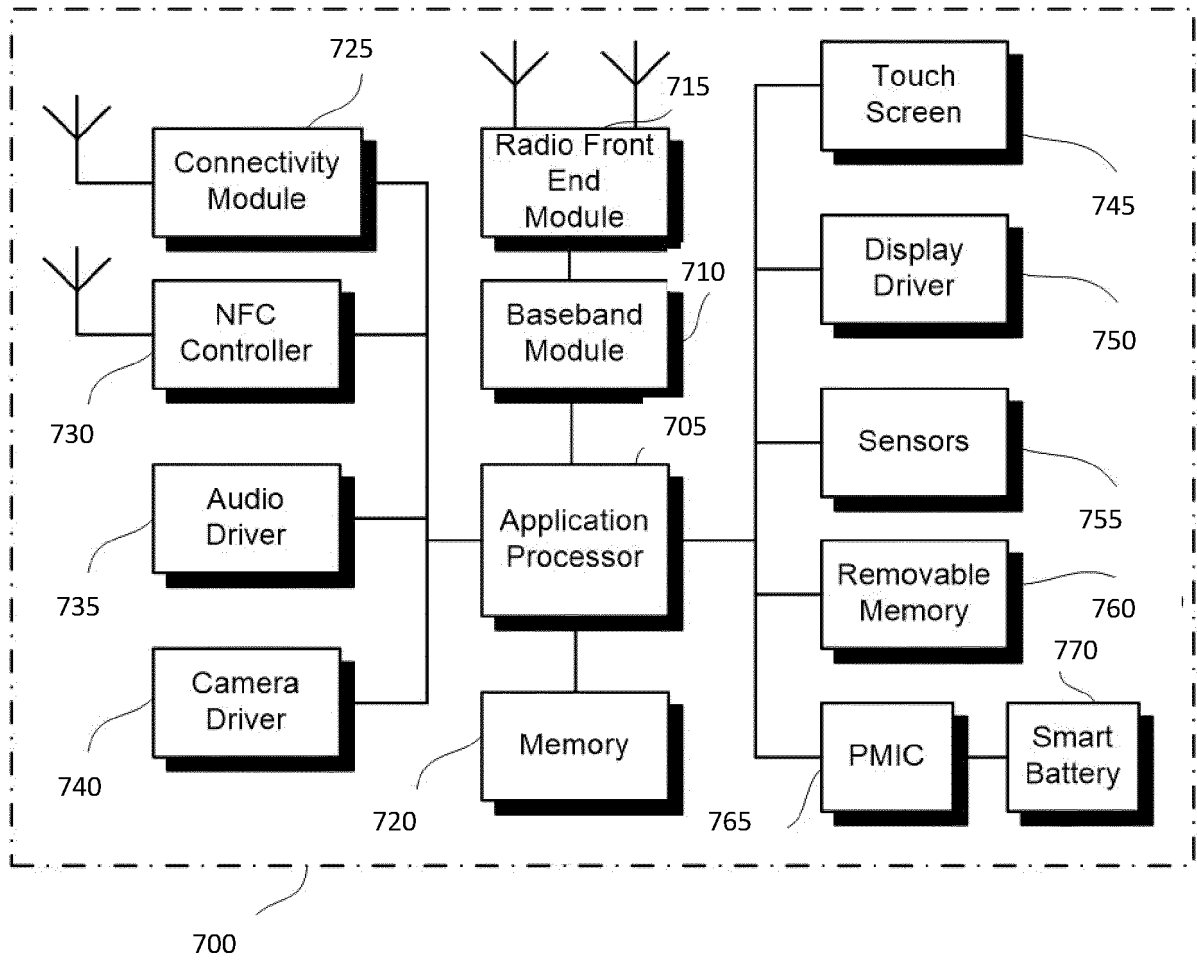 725
Connectivity
Module
715
Radio Front
End
Module
Touch
Screen
745
NFC
Controller
730
710
Baseband
Module
Display
Driver
750
Audio
Driver
735
705
Application
Processor
Sensors
755
Removable
Memory
760
Camera
Driver
740
Memory
720
PMIC
765
770
Smart
Battery
700